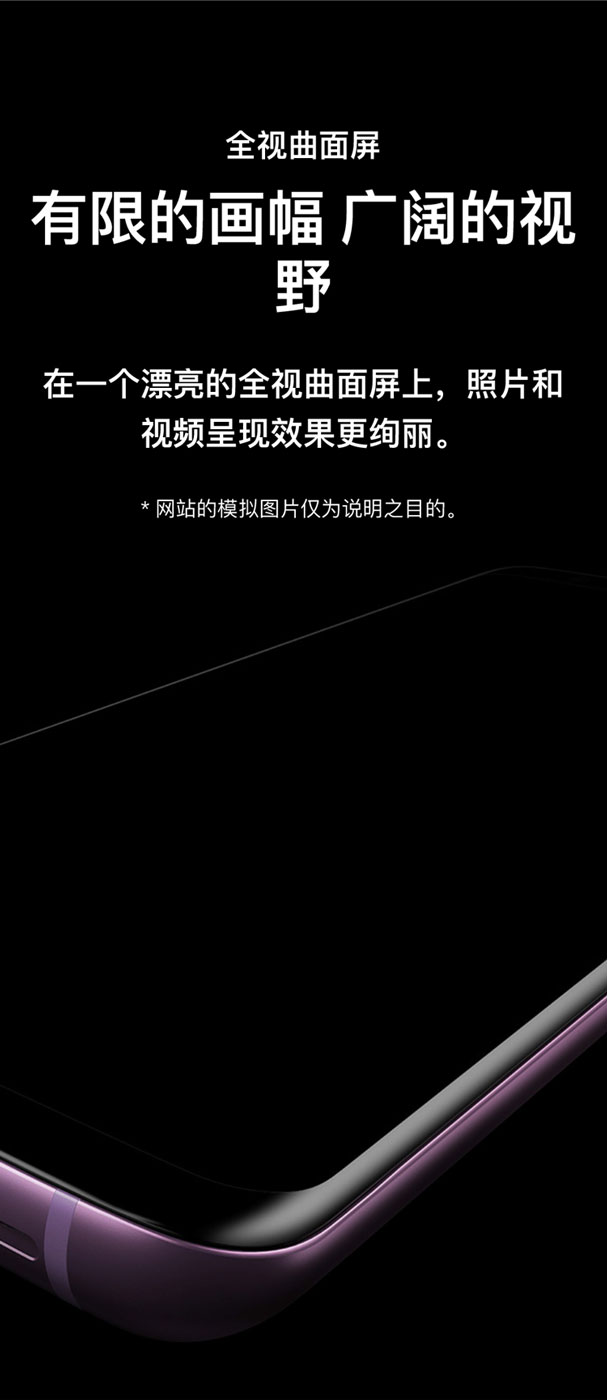 全视曲面屏
有限的画幅 广阔的视
野
在一个漂亮的全视曲面屏上，照片和
视频呈现效果更绚丽。
* 网站的模拟图片仅为说明之目的。